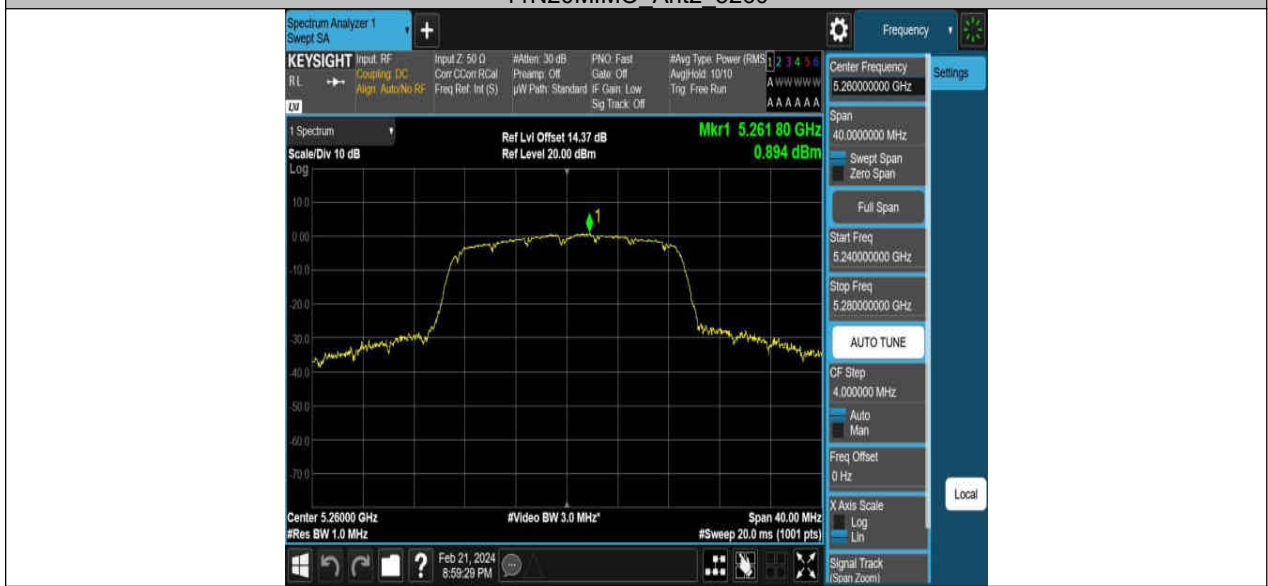 Spectrum Analyzer 1
Swept SA
+
Frequency
KEYSIGHT
RL
LXI
Input: RF
Coupling: DC
Align: Auto/No RF
Input Z: 50 Ω
Corr CCorr RCal
Freq Ref: Int (S)
#Atten: 30 dB
Preamp: Off
µW Path: Standard
PNO: Fast
Gate: Off
IF Gain: Low
Sig Track: Off
#Avg Type: Power (RMS
Avg|Hold: 10/10
Trig: Free Run
1 2 3 4 5 6
A W W W W W
A A A A A A
1 Spectrum
Scale/Div 10 dB
Log
Ref Lvl Offset 14.37 dB
Ref Level 20.00 dBm
Mkr1 5.261 80 GHz
0.894 dBm
10.0
0.00
-10.0
-20.0
-30.0
-40.0
-50.0
-60.0
-70.0
1
Center 5.26000 GHz
#Res BW 1.0 MHz
#Video BW 3.0 MHz*
Span 40.00 MHz
#Sweep 20.0 ms (1001 pts)
Center Frequency
5.260000000 GHz
Span
40.0000000 MHz
Swept Span
Zero Span
Full Span
Start Freq
5.240000000 GHz
Stop Freq
5.280000000 GHz
AUTO TUNE
CF Step
4.000000 MHz
Auto
Man
Freq Offset
0 Hz
X Axis Scale
Log
Lin
Signal Track
(Span Zoom)
Settings
Local
?
Feb 21, 2024
8:59:29 PM